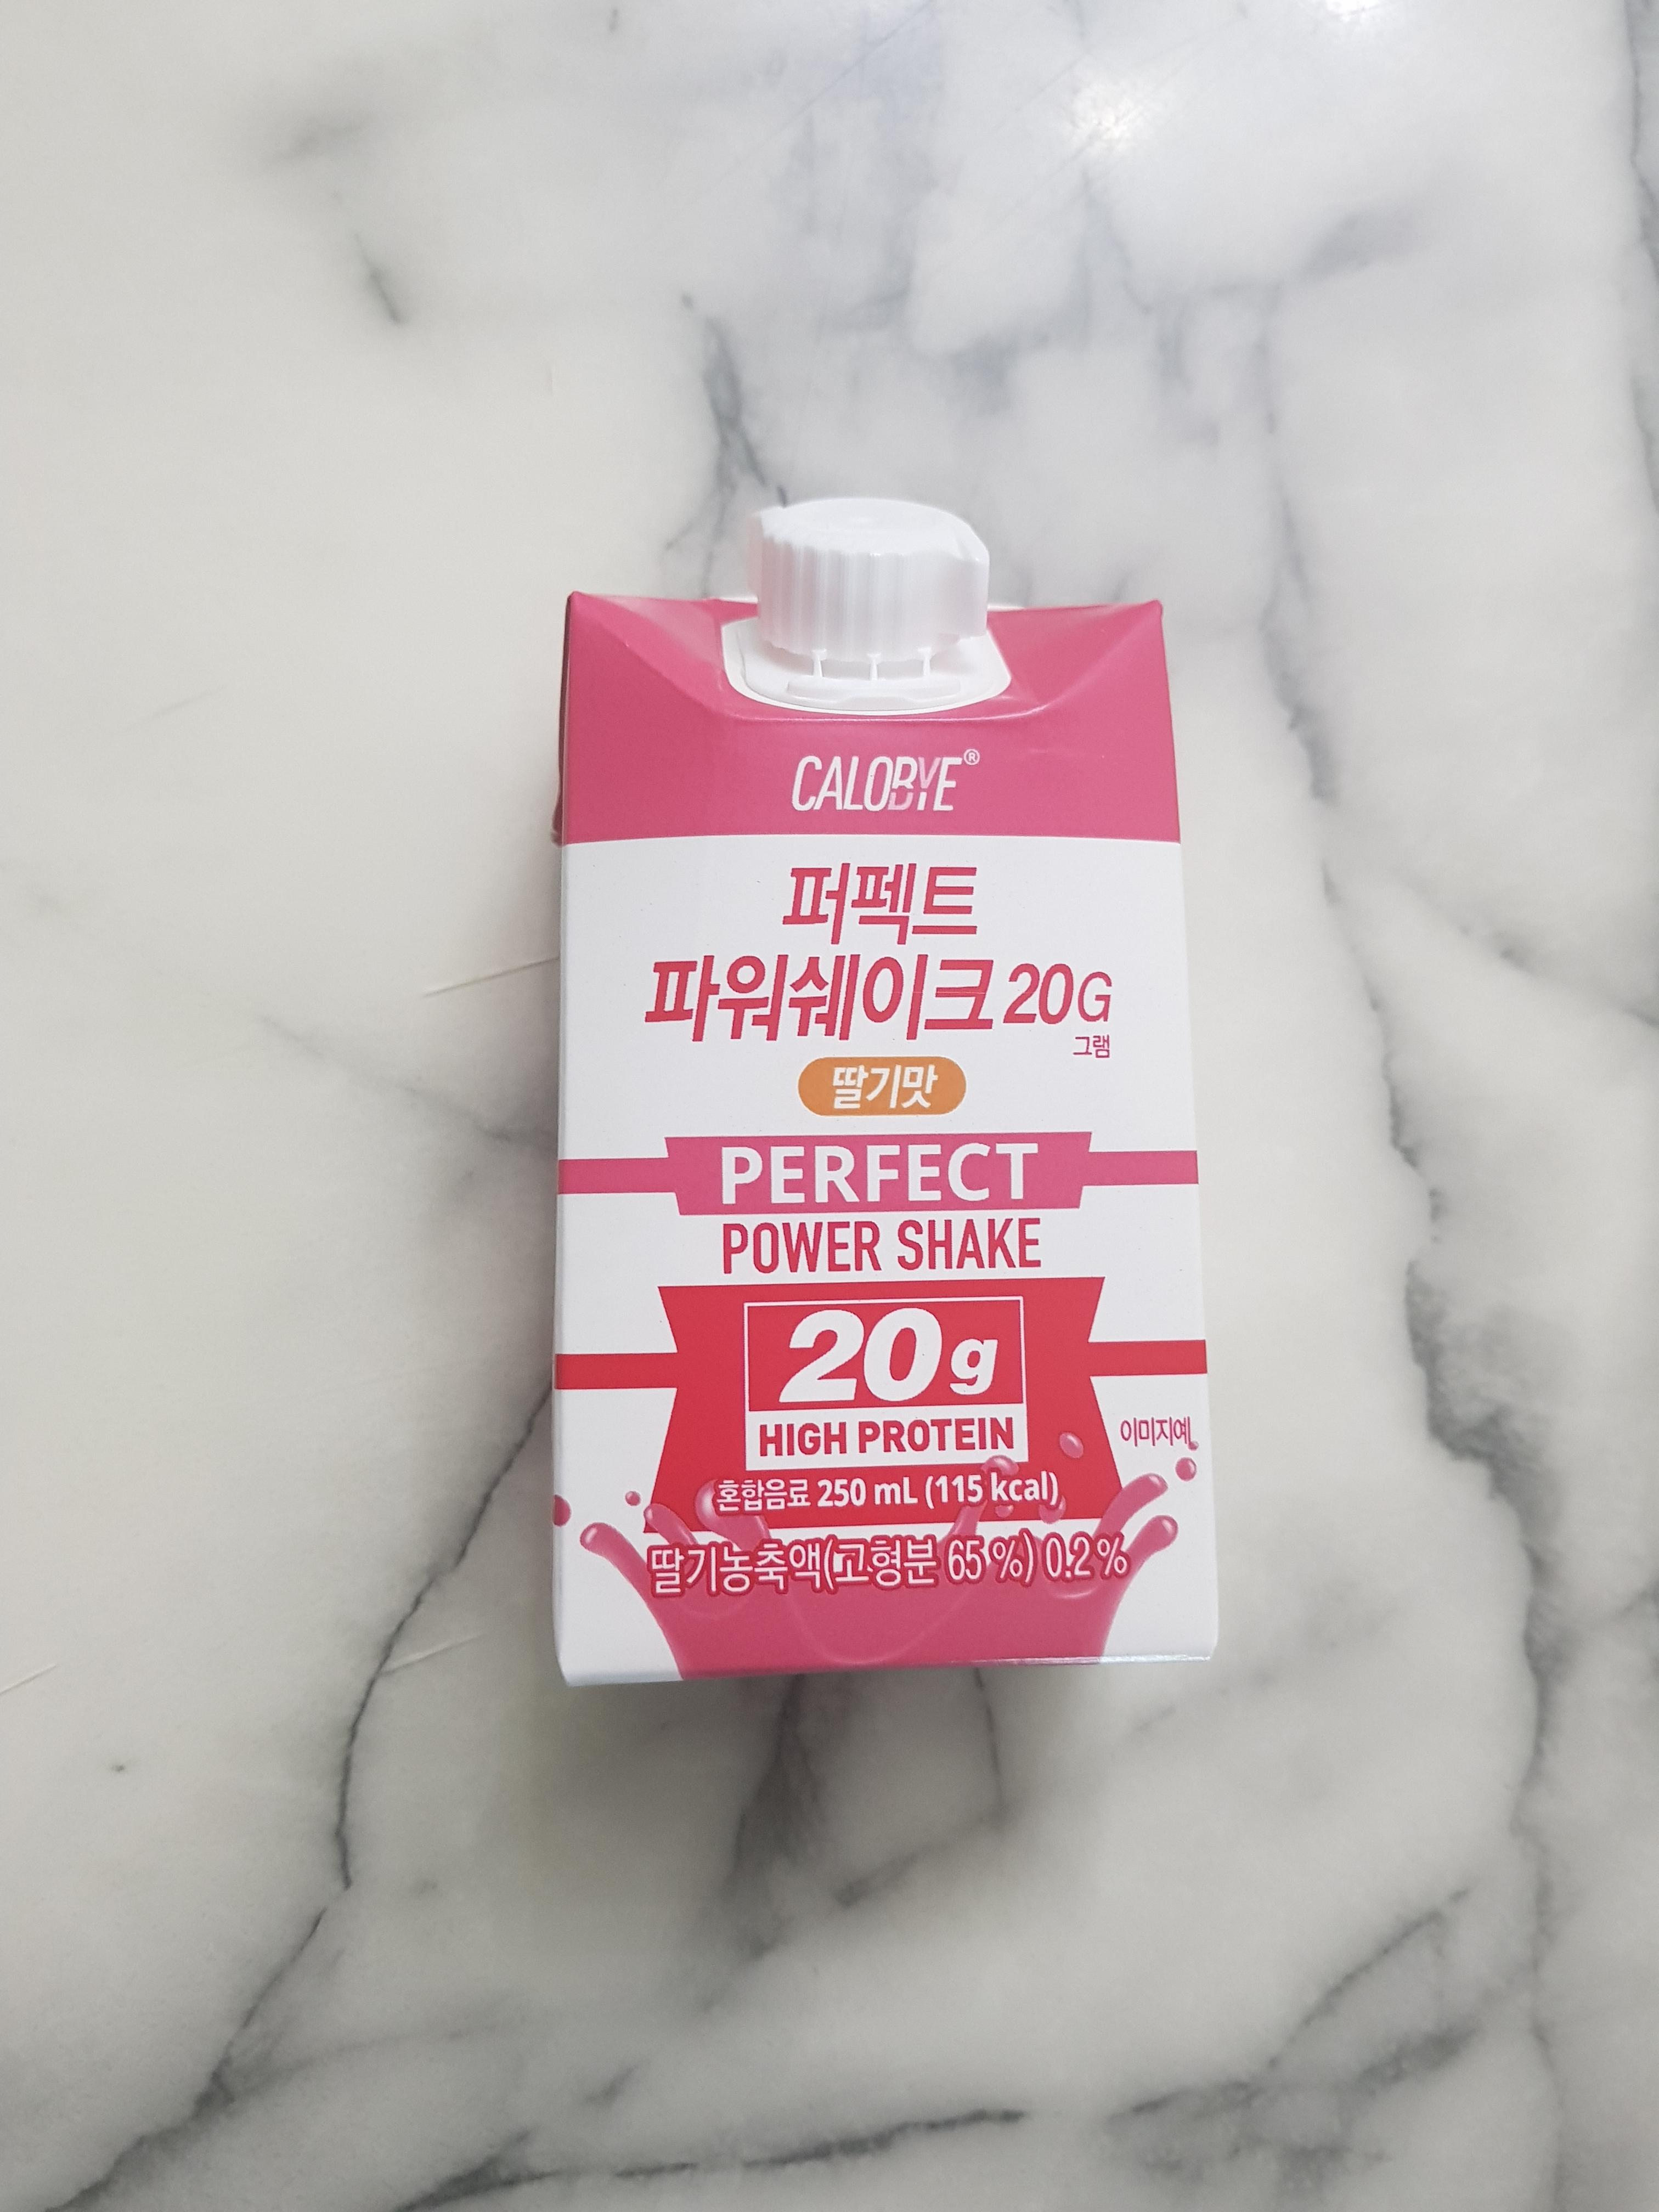 CALOBYE®
퍼펙트
파워쉐이크 20G
그램
딸기맛
PERFECT
POWER SHAKE
20g
HIGH PROTEIN
이미지예
혼합음료 250 mL (115 kcal)
딸기농축액(고형분 65 %) 0.2 %